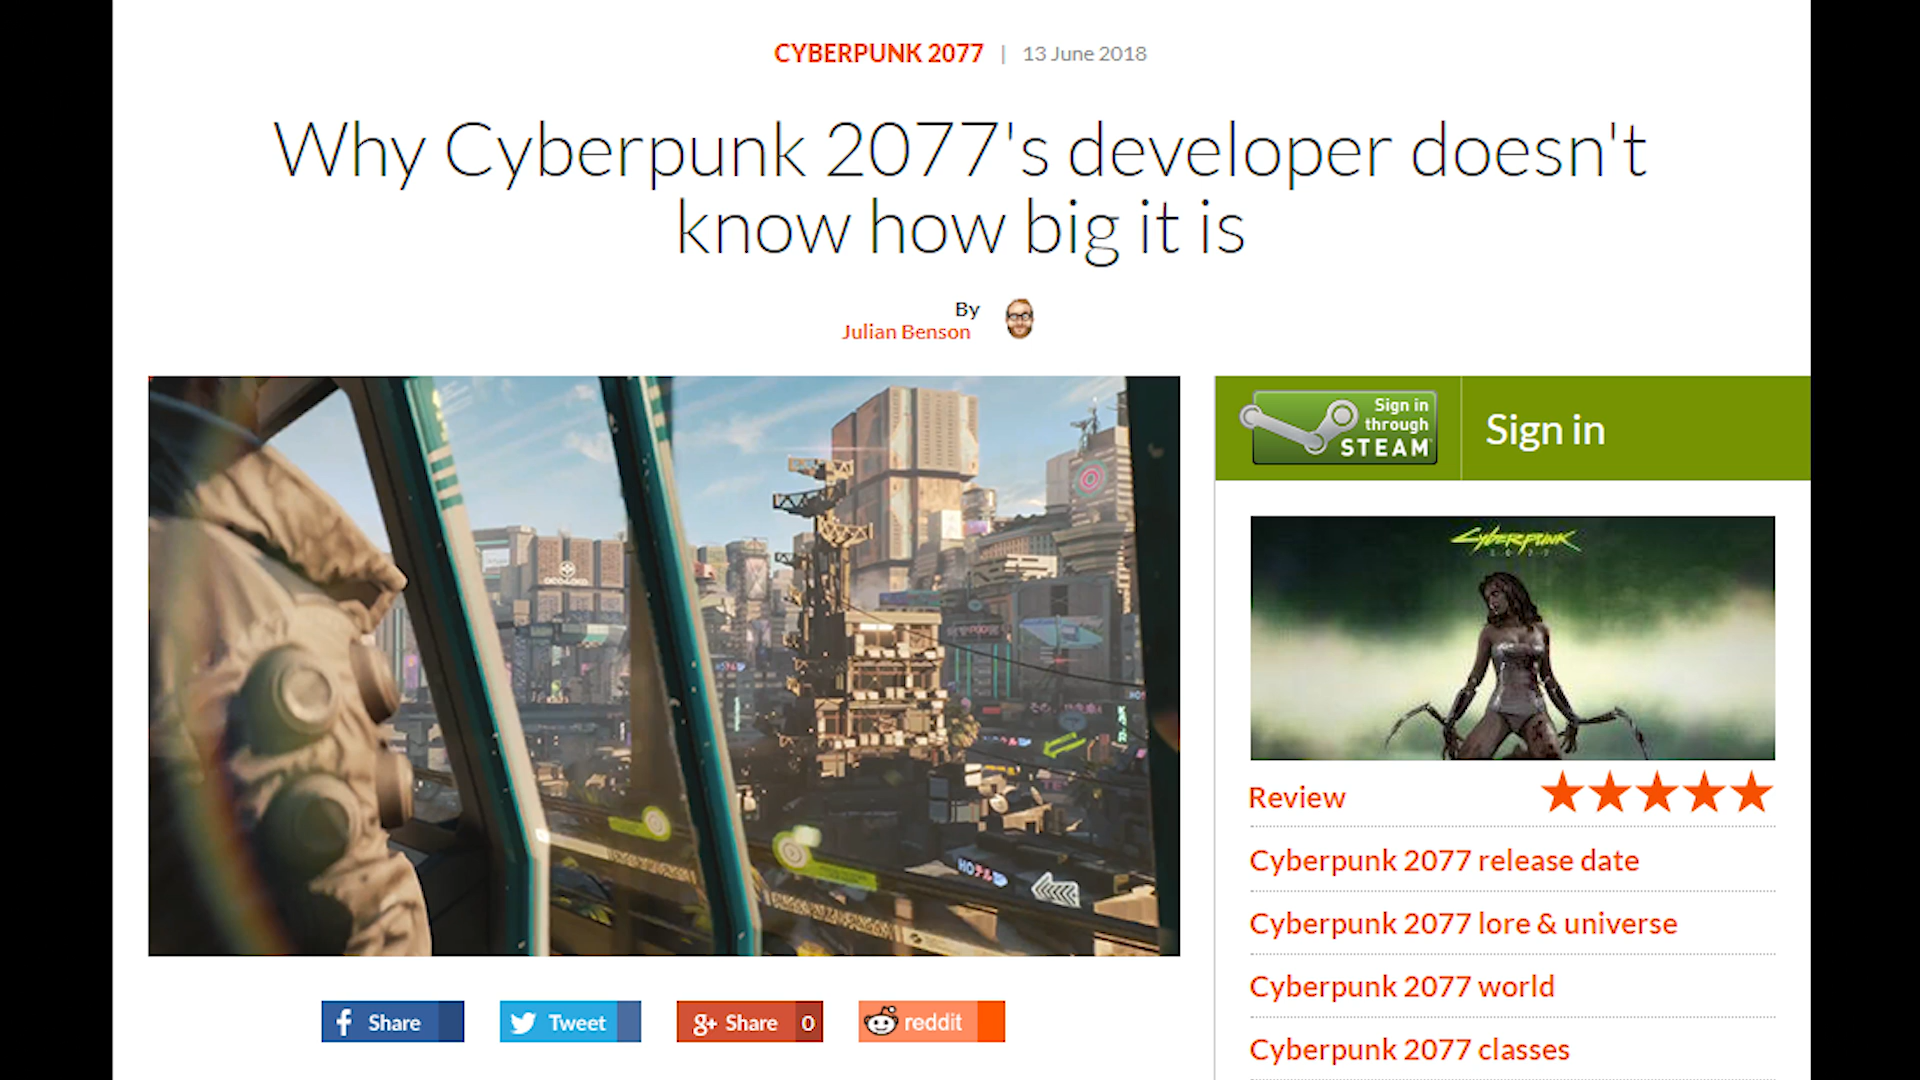 CYBERPUNK 2077 | 13 June 2018
Why Cyberpunk 2077's developer doesn't
know how big it is
By
Julian Benson
Sign in
through
STEAM
Sign in
CYBERPUNK
2077
Review
Cyberpunk 2077 release date
Cyberpunk 2077 lore & universe
Cyberpunk 2077 world
Cyberpunk 2077 classes
Share
Tweet
g+ Share 0
reddit